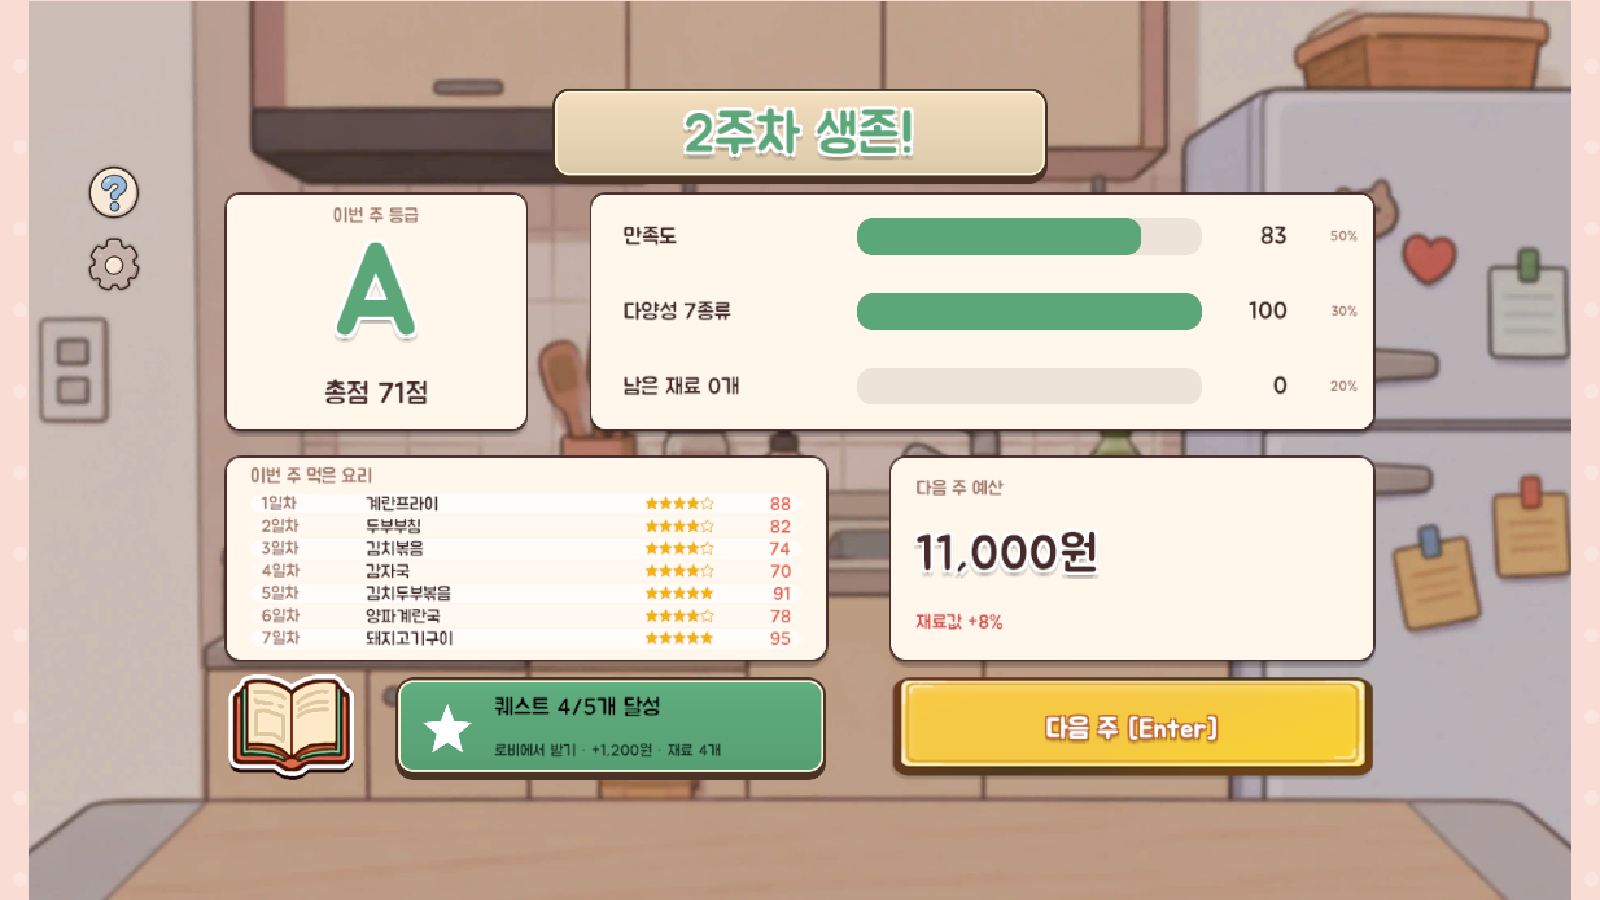 2주차 생존!
?
이번 주 등급
A
총점 71점
만족도 83 50%
다양성 7종류 100 30%
남은 재료 0개 0 20%
이번 주 먹은 요리
1일차 계란프라이 ★★★★☆ 88
2일차 두부부침 ★★★★☆ 82
3일차 김치볶음 ★★★★☆ 74
4일차 감자국 ★★★★☆ 70
5일차 김치두부볶음 ★★★★★ 91
6일차 양파계란국 ★★★★☆ 78
7일차 돼지고기구이 ★★★★★ 95
다음 주 예산
11,000원
재료값 +8%
퀘스트 4/5개 달성
로비에서 받기 · +1,200원 · 재료 4개
다음 주 [Enter]